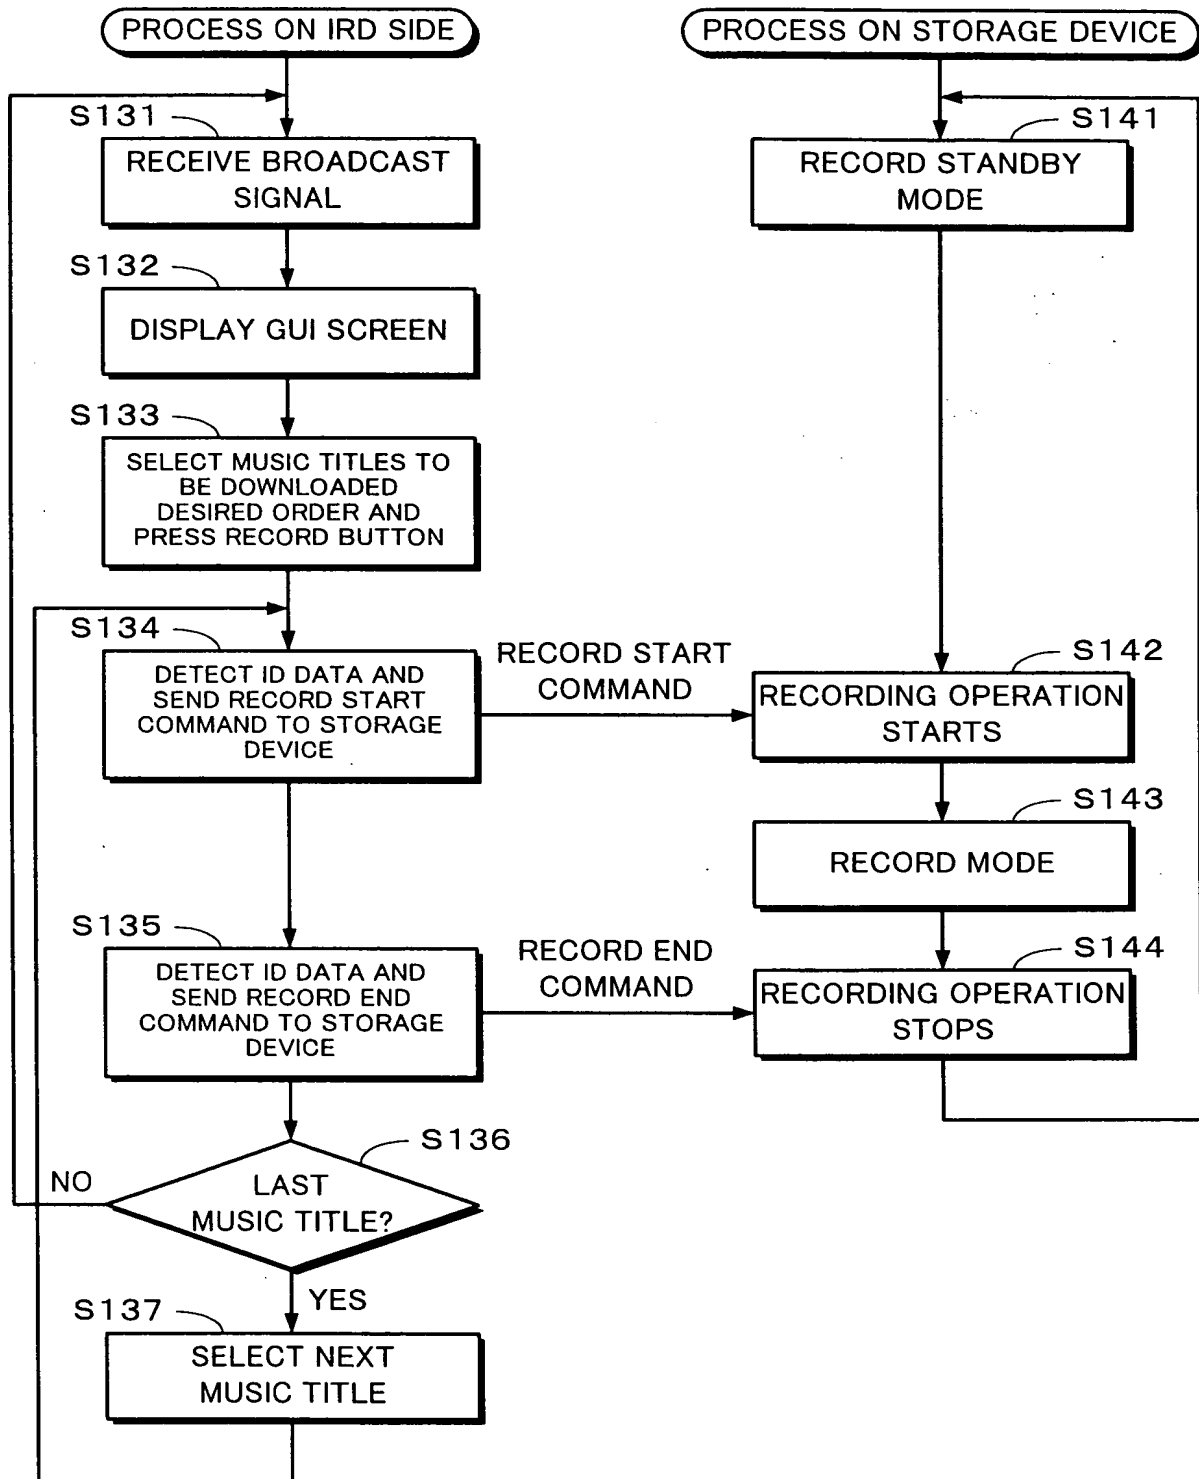 PROCESS ON IRD SIDE
S131
RECEIVE BROADCAST
SIGNAL
S132
DISPLAY GUI SCREEN
S133
SELECT MUSIC TITLES TO
BE DOWNLOADED
DESIRED ORDER AND
PRESS RECORD BUTTON
S134
DETECT ID DATA AND
SEND RECORD START
COMMAND TO STORAGE
DEVICE
RECORD START
COMMAND
S135
DETECT ID DATA AND
SEND RECORD END
COMMAND TO STORAGE
DEVICE
RECORD END
COMMAND
S136
LAST
MUSIC TITLE?
NO
YES
S137
SELECT NEXT
MUSIC TITLE
PROCESS ON STORAGE DEVICE
S141
RECORD STANDBY
MODE
S142
RECORDING OPERATION
STARTS
S143
RECORD MODE
S144
RECORDING OPERATION
STOPS